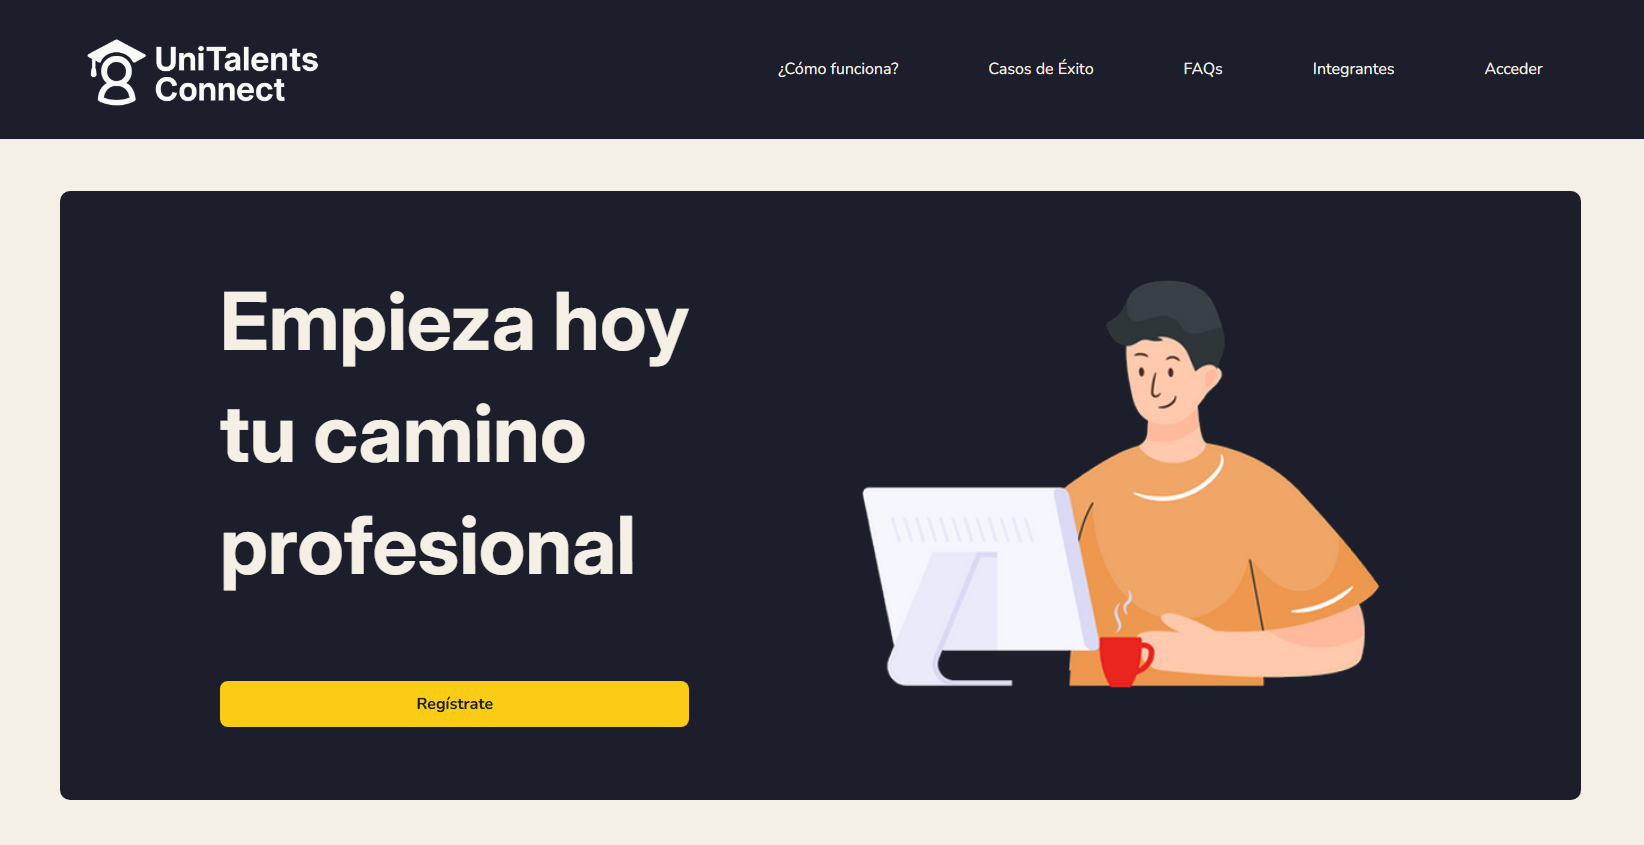 UniTalents
Connect
¿Cómo funciona?
Casos de Éxito
FAQs
Integrantes
Acceder
Empieza hoy
tu camino
profesional
Regístrate